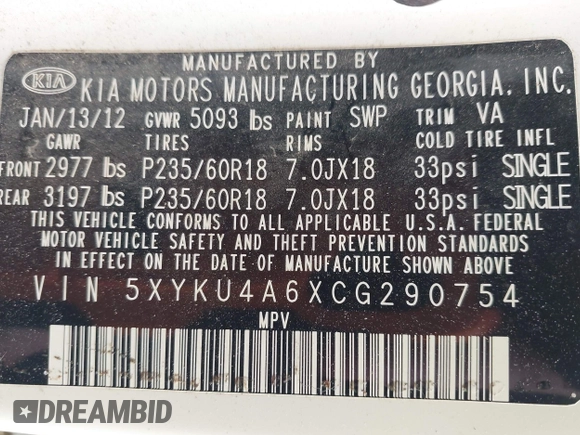 MANUFACTURED BY
KIA KIA MOTORS MANUFACTURING GEORGIA, INC.
JAN/13/12 GVWR 5093 lbs PAINT SWP TRIM VA
GAWR TIRES RIMS COLD TIRE INFL
FRONT 2977 lbs P235/60R18 7.0JX18 33psi SINGLE
REAR 3197 lbs P235/60R18 7.0JX18 33psi SINGLE
THIS VEHICLE CONFORMS TO ALL APPLICABLE U.S.A. FEDERAL
MOTOR VEHICLE SAFETY AND THEFT PREVENTION STANDARDS
IN EFFECT ON THE DATE OF MANUFACTURE SHOWN ABOVE
VIN 5XYKU4A6XCG290754
MPV
DREAMBID